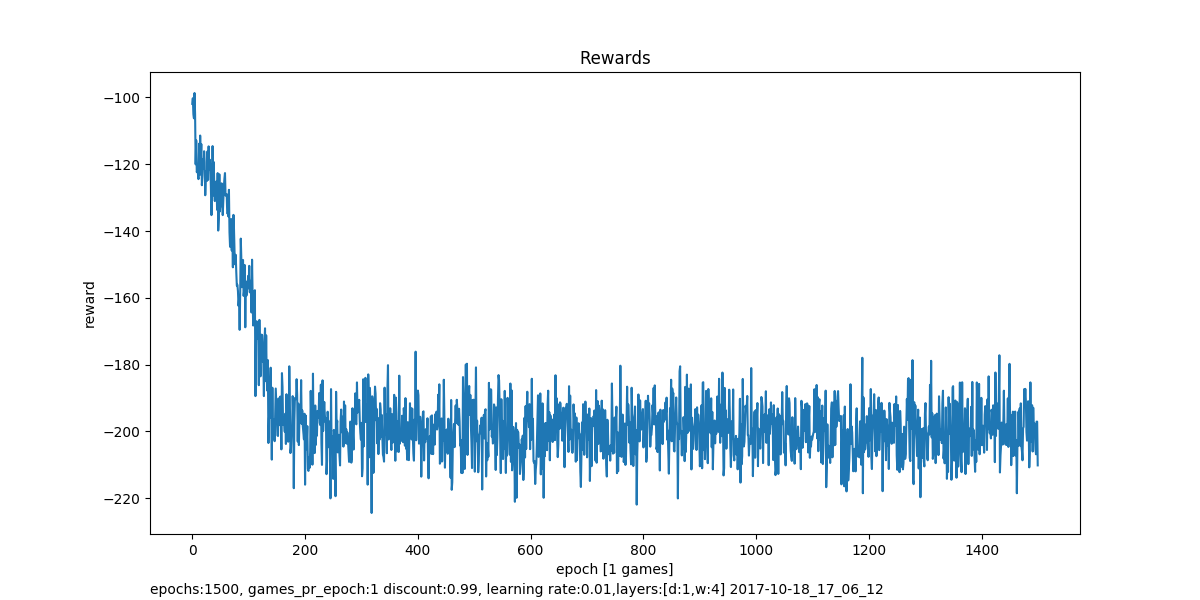 Rewards
−100
−120
−140
−160
−180
−200
−220
reward
0 200 400 600 800 1000 1200 1400
epoch [1 games]
epochs:1500, games_pr_epoch:1 discount:0.99, learning rate:0.01,layers:[d:1,w:4] 2017-10-18_17_06_12